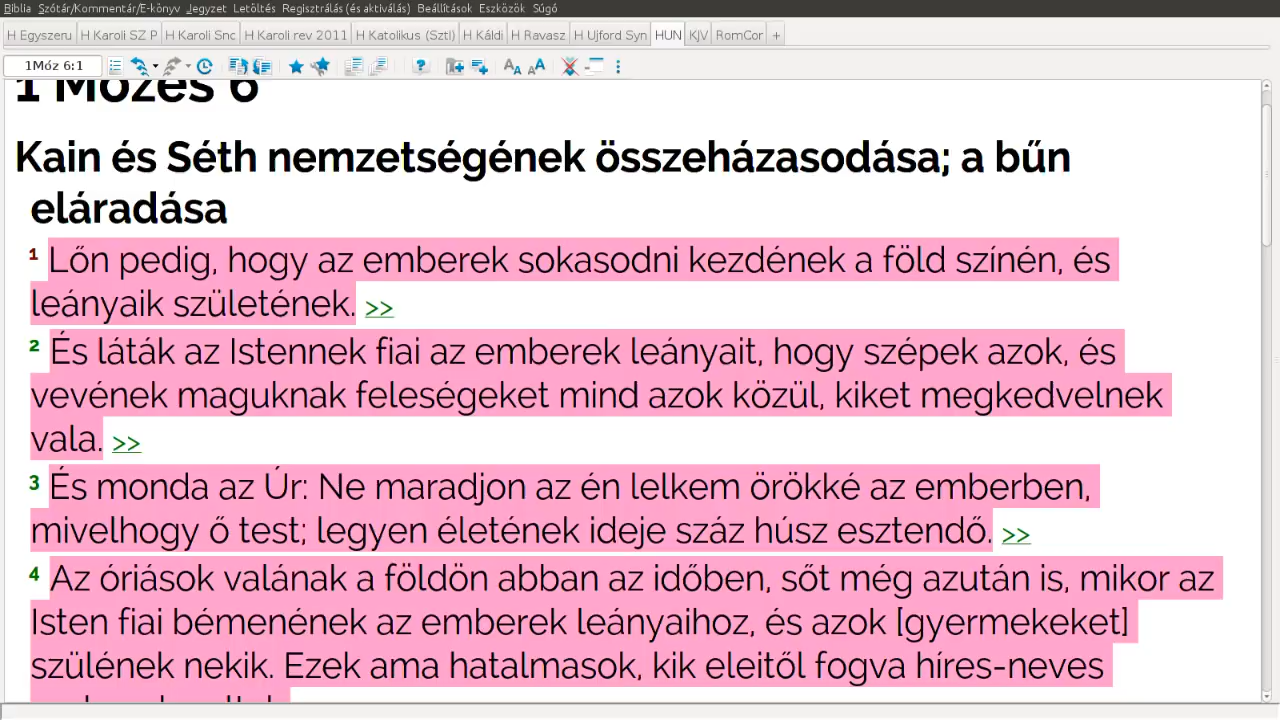 Biblia Szótár/Kommentár/E-könyv Jegyzet Letöltés Regisztrálás (és aktiválás) Beállítások Eszközök Súgó
H Egyszeru H Karoli SZ P H Karoli Snc H Karoli rev 2011 H Katolikus (Sztl) H Káldi H Ravasz H Ujford Syn HUN KJV RomCor +
1Móz 6:1
1 Mózes 6
Kain és Séth nemzetségének összeházasodása; a bűn
eláradása
1 Lőn pedig, hogy az emberek sokasodni kezdének a föld színén, és
leányaik születének. >>
2 És láták az Istennek fiai az emberek leányait, hogy szépek azok, és
vevének maguknak feleségeket mind azok közül, kiket megkedvelnek
vala. >>
3 És monda az Úr: Ne maradjon az én lelkem örökké az emberben,
mivelhogy ő test; legyen életének ideje száz húsz esztendő. >>
4 Az óriások valának a földön abban az időben, sőt még azután is, mikor az
Isten fiai bémenének az emberek leányaihoz, és azok [gyermekeket]
szülének nekik. Ezek ama hatalmasok, kik eleitől fogva híres-neves